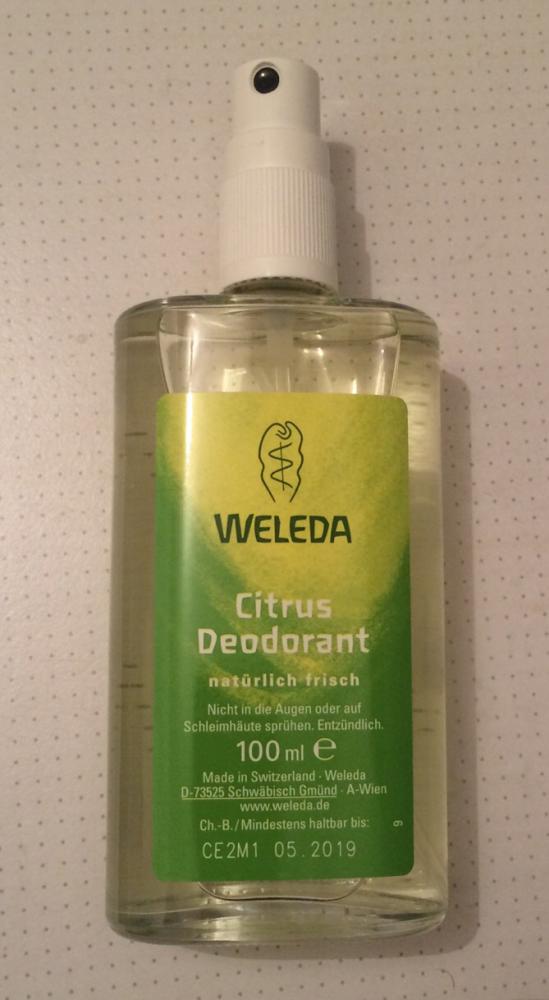 WELEDA
Citrus
Deodorant
natürlich frisch
Nicht in die Augen oder auf
Schleimhäute sprühen. Entzündlich.
100 ml ℮
Made in Switzerland · Weleda
D-73525 Schwäbisch Gmünd · A-Wien
www.weleda.de
Ch.-B./Mindestens haltbar bis:
CE2M1 05.2019